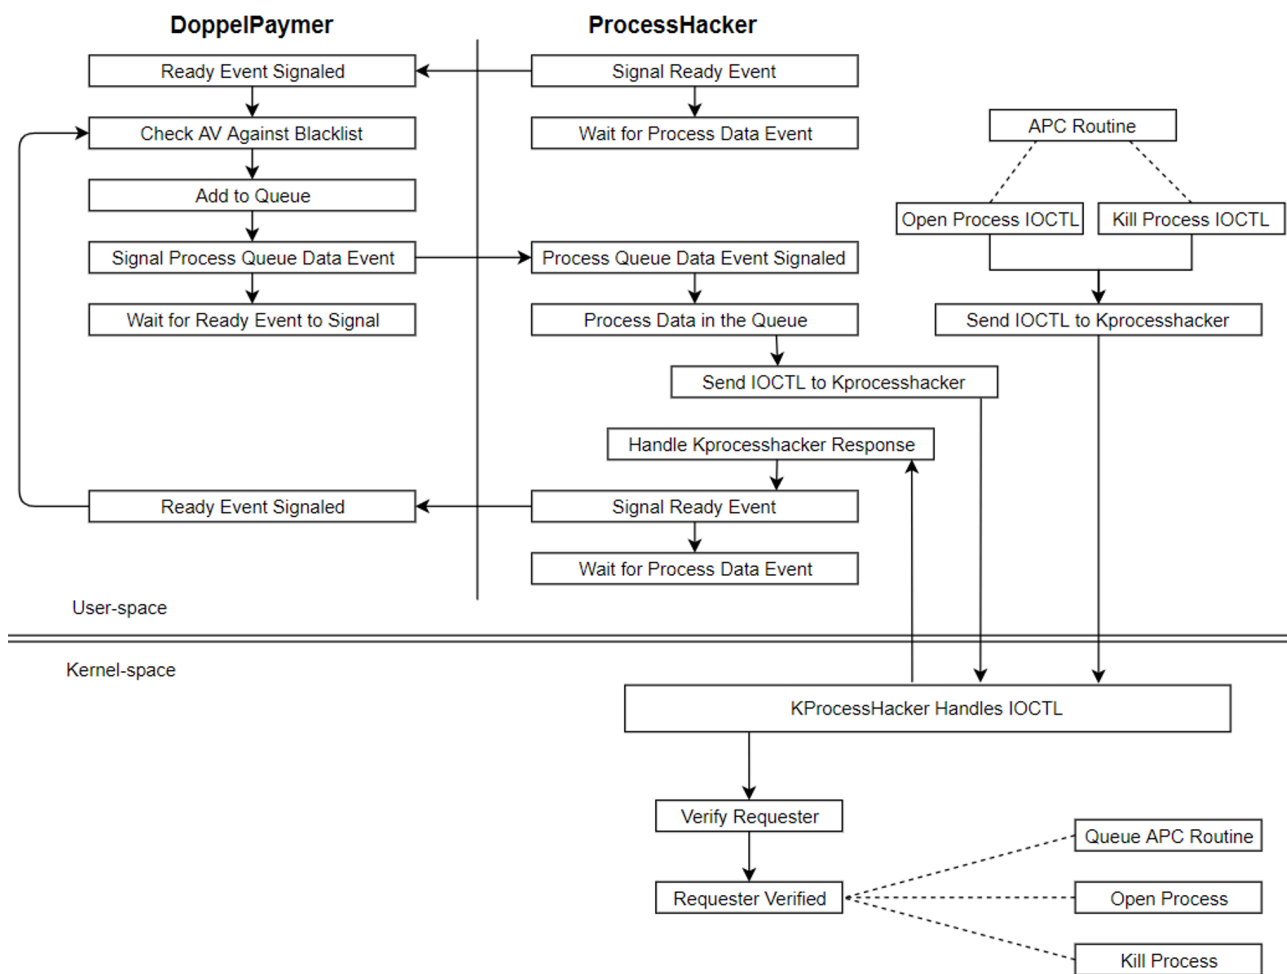 DoppelPaymer
ProcessHacker
Ready Event Signaled
Signal Ready Event
Check AV Against Blacklist
Wait for Process Data Event
APC Routine
Add to Queue
Open Process IOCTL
Kill Process IOCTL
Signal Process Queue Data Event
Process Queue Data Event Signaled
Wait for Ready Event to Signal
Process Data in the Queue
Send IOCTL to Kprocesshacker
Send IOCTL to Kprocesshacker
Handle Kprocesshacker Response
Ready Event Signaled
Signal Ready Event
Wait for Process Data Event
User-space
Kernel-space
KProcessHacker Handles IOCTL
Verify Requester
Queue APC Routine
Requester Verified
Open Process
Kill Process